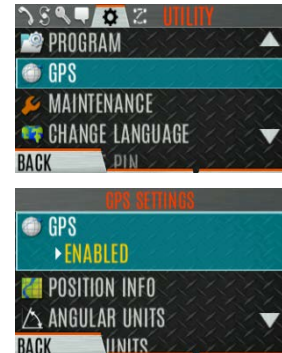 UTILITY
PROGRAM
GPS
MAINTENANCE
CHANGE LANGUAGE
BACK PIN
GPS SETTINGS
GPS
ENABLED
POSITION INFO
ANGULAR UNITS
BACK UNITS